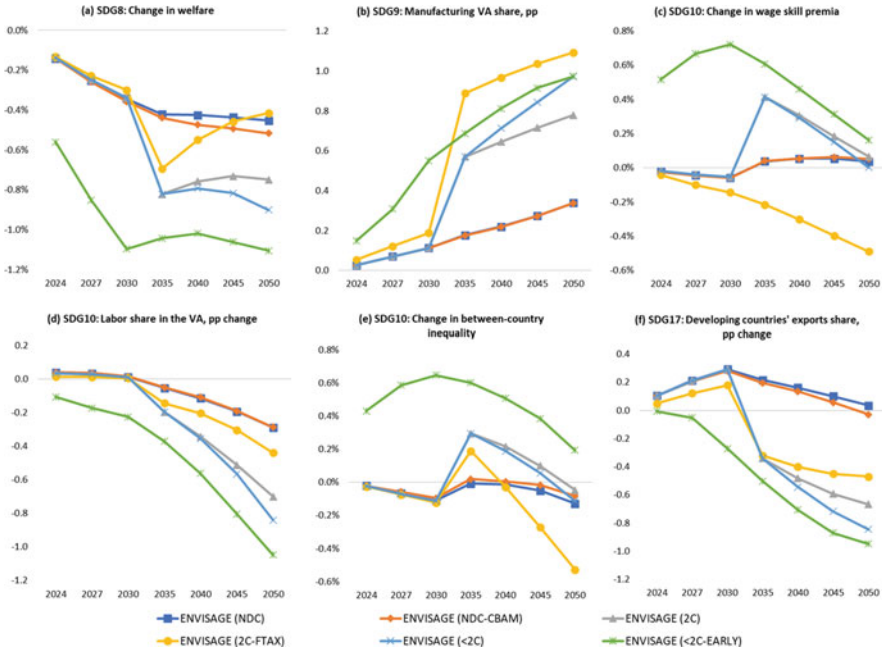 (a) SDG8: Change in welfare
0.0%
-0.2%
-0.4%
-0.6%
-0.8%
-1.0%
-1.2%
2024 2027 2030 2035 2040 2045 2050
(b) SDG9: Manufacturing VA share, pp
1.2
1.0
0.8
0.6
0.4
0.2
0.0
2024 2027 2030 2035 2040 2045 2050
(c) SDG10: Change in wage skill premia
0.8%
0.6%
0.4%
0.2%
0.0%
-0.2%
-0.4%
-0.6%
2024 2027 2030 2035 2040 2045 2050
(d) SDG10: Labor share in the VA, pp
change
0.2
0.0
-0.2
-0.4
-0.6
-0.8
-1.0
-1.2
2024 2027 2030 2035 2040 2045 2050
(e) SDG10: Change in between-country
inequality
0.8%
0.6%
0.4%
0.2%
0.0%
-0.2%
-0.4%
-0.6%
2024 2027 2030 2035 2040 2045 2050
(f) SDG17: Developing countries' exports share,
pp change
0.4
0.2
0.0
-0.2
-0.4
-0.6
-0.8
-1.0
-1.2
2024 2027 2030 2035 2040 2045 2050
ENVISAGE (NDC) ENVISAGE (NDC-CBAM) ENVISAGE (2C)
ENVISAGE (2C-FTAX) ENVISAGE (<2C) ENVISAGE (<2C-EARLY)